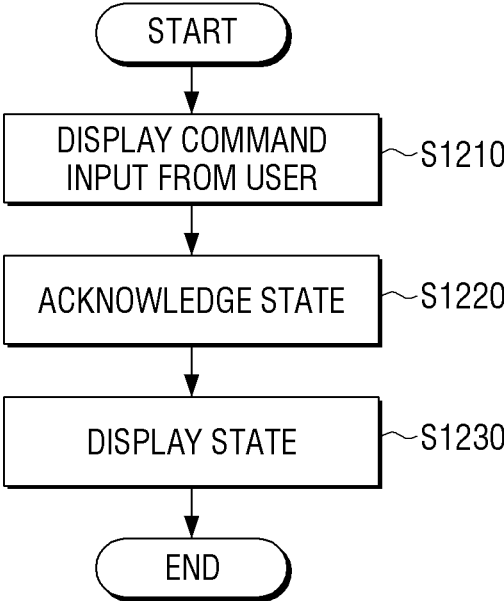 START
DISPLAY COMMAND
INPUT FROM USER
S1210
ACKNOWLEDGE STATE
S1220
DISPLAY STATE
S1230
END